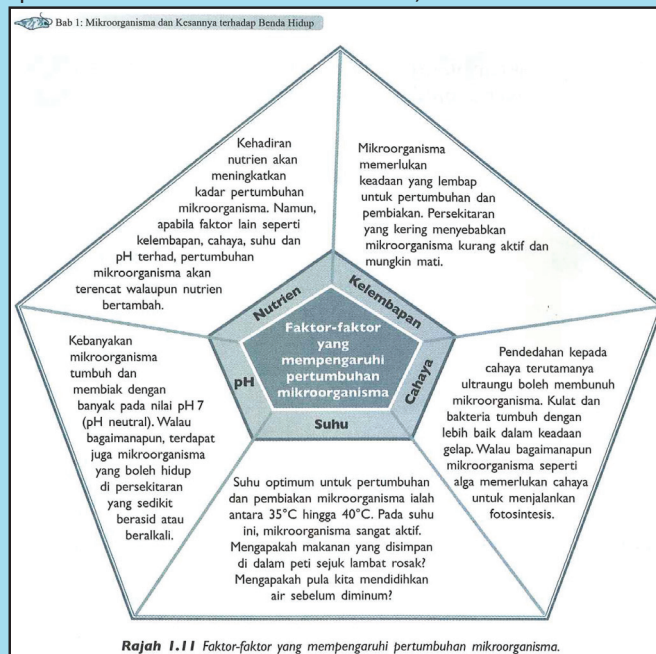 Bab 1: Mikroorganisma dan Kesannya terhadap Benda Hidup
Kehadiran
nutrien akan
meningkatkan
kadar pertumbuhan
mikroorganisma. Namun,
apabila faktor lain seperti
kelembapan, cahaya, suhu dan
pH terhad, pertumbuhan
mikroorganisma akan
terencat walaupun nutrien
bertambah.
Mikroorganisma
memerlukan
keadaan yang lembap
untuk pertumbuhan dan
pembiakan. Persekitaran
yang kering menyebabkan
mikroorganisma kurang aktif dan
mungkin mati.
Nutrien
Kelembapan
Faktor-faktor
yang
mempengaruhi
pertumbuhan
mikroorganisma
pH
Cahaya
Suhu
Kebanyakan
mikroorganisma
tumbuh dan
membiak dengan
banyak pada nilai pH 7
(pH neutral). Walau
bagaimanapun, terdapat
juga mikroorganisma
yang boleh hidup
di persekitaran
yang sedikit
berasid atau
beralkali.
Pendedahan kepada
cahaya terutamanya
ultraungu boleh membunuh
mikroorganisma. Kulat dan
bakteria tumbuh dengan
lebih baik dalam keadaan
gelap. Walau bagaimanapun
mikroorganisma seperti
alga memerlukan cahaya
untuk menjalankan
fotosintesis.
Suhu optimum untuk pertumbuhan
dan pembiakan mikroorganisma ialah
antara 35°C hingga 40°C. Pada suhu
ini, mikroorganisma sangat aktif.
Mengapakah makanan yang disimpan
di dalam peti sejuk lambat rosak?
Mengapakah pula kita mendidihkan
air sebelum diminum?
Rajah 1.11 Faktor-faktor yang mempengaruhi pertumbuhan mikroorganisma.